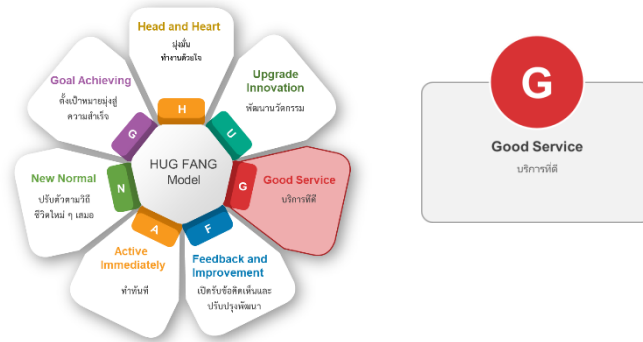 Head and Heart
มุ่งมั่น
ทำงานด้วยใจ
H
Upgrade
Innovation
พัฒนานวัตกรรม
U
Good Service
บริการที่ดี
G
Feedback and
Improvement
เปิดรับข้อคิดเห็นและ
ปรับปรุงพัฒนา
F
Active
Immediately
ทำทันที
A
New Normal
ปรับตัวตามวิถี
ชีวิตใหม่ ๆ เสมอ
N
Goal Achieving
ตั้งเป้าหมายมุ่งสู่
ความสำเร็จ
G
HUG FANG
Model
G
Good Service
บริการที่ดี